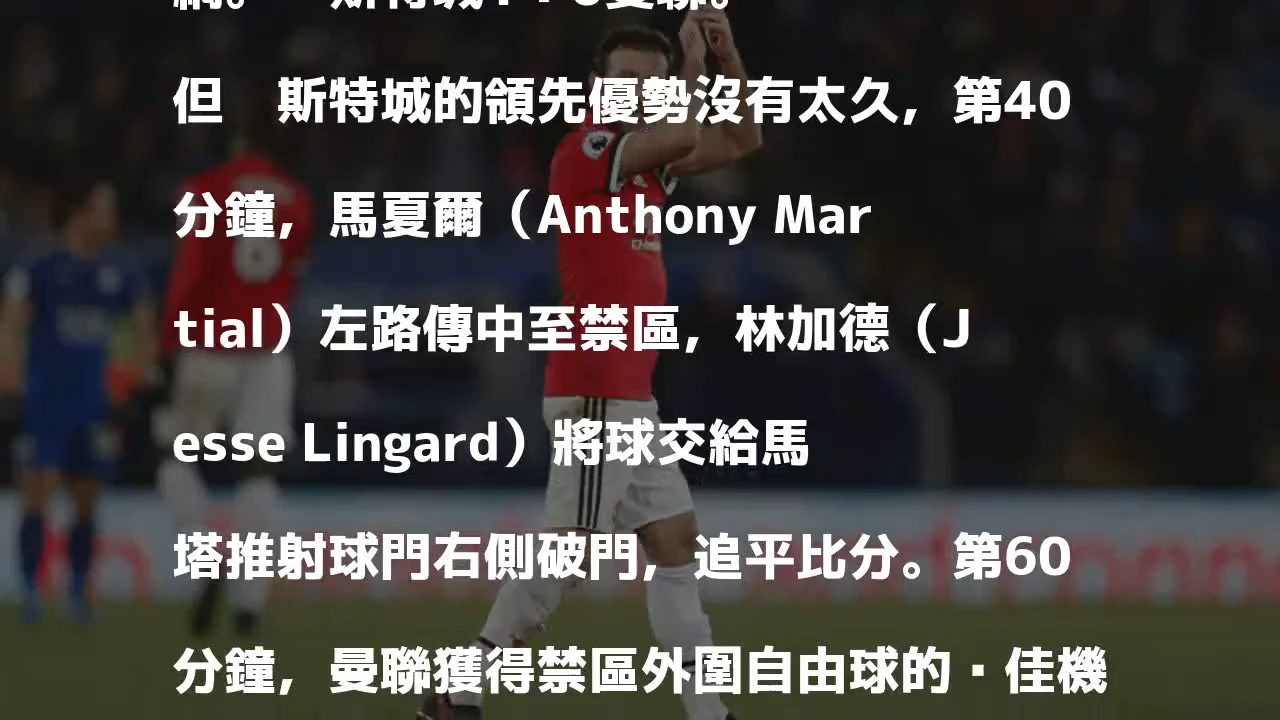 但 斯特城的領先優勢沒有太久，第40
分鐘，馬夏爾（Anthony Mar
tial）左路傳中至禁區，林加德（J
esse Lingard）將球交給馬
塔推射球門右側破門，追平比分。第60
分鐘，曼聯獲得禁區外圍自由球的·佳機